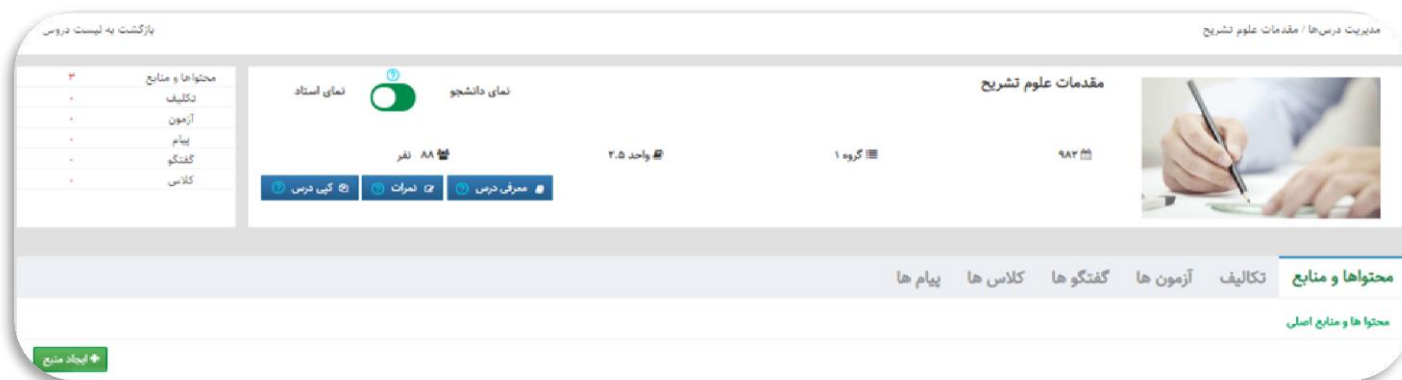 مدیریت درس‌ها / مقدمات علوم تشریح
بازگشت به لیست دروس
مقدمات علوم تشریح
نمای دانشجو
نمای استاد
۹۸۲
گروه ۱
واحد ۲.۵
۸۸ نفر
معرفی درس
نمرات
کپی درس
محتواها و منابع ۳
تکلیف ۰
آزمون ۰
پیام ۰
گفتگو ۰
کلاس ۰
محتواها و منابع تکالیف آزمون ها گفتگو ها کلاس ها پیام ها
محتوا ها و منابع اصلی
+ ایجاد منبع